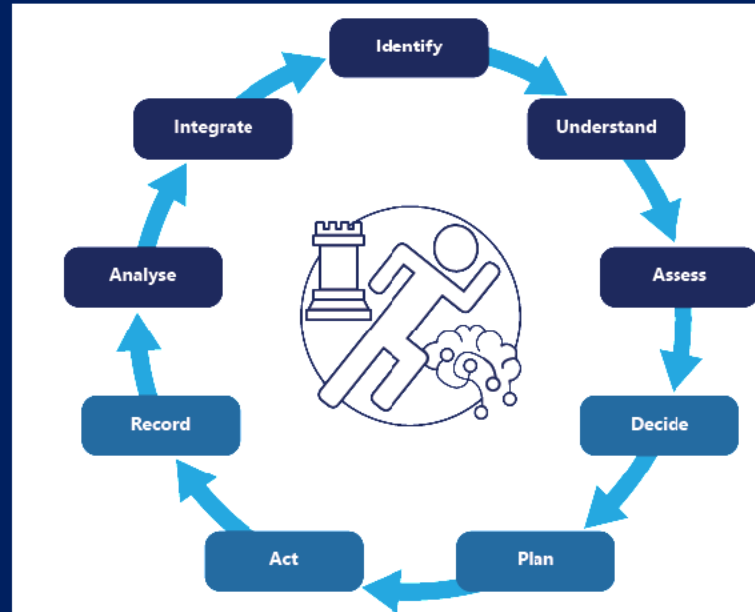 Identify
Understand
Assess
Decide
Plan
Act
Record
Analyse
Integrate